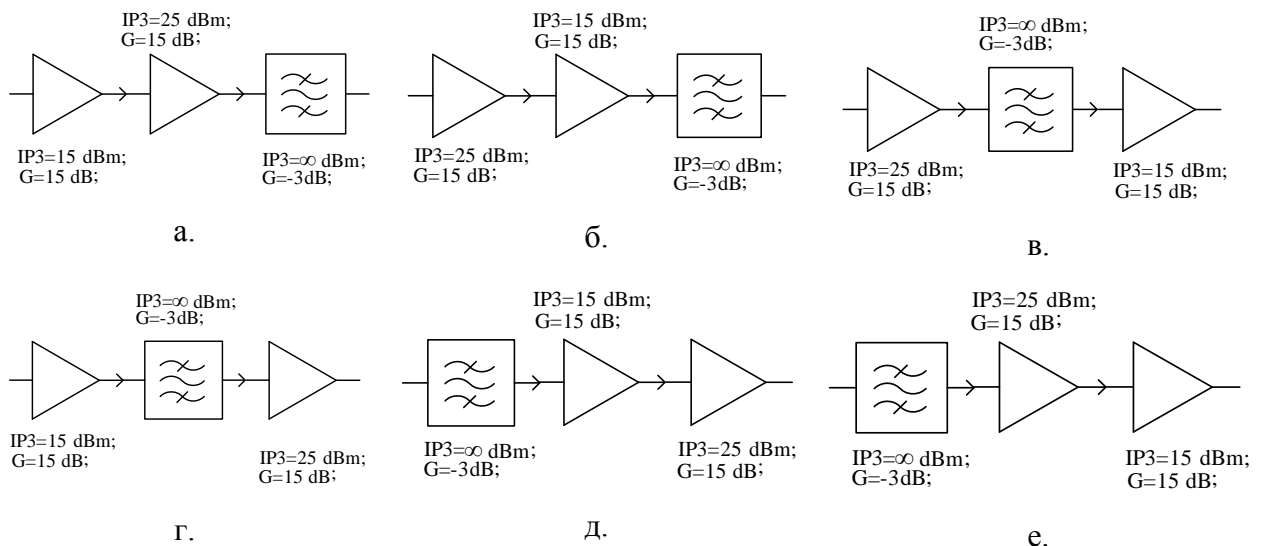 IP3=25 dBm;
G=15 dB;
IP3=15 dBm;
G=15 dB;
IP3=∞ dBm;
G=-3dB;
а.
IP3=15 dBm;
G=15 dB;
IP3=25 dBm;
G=15 dB;
IP3=∞ dBm;
G=-3dB;
б.
IP3=∞ dBm;
G=-3dB;
IP3=25 dBm;
G=15 dB;
IP3=15 dBm;
G=15 dB;
в.
IP3=∞ dBm;
G=-3dB;
IP3=15 dBm;
G=15 dB;
IP3=25 dBm;
G=15 dB;
г.
IP3=15 dBm;
G=15 dB;
IP3=∞ dBm;
G=-3dB;
IP3=25 dBm;
G=15 dB;
д.
IP3=25 dBm;
G=15 dB;
IP3=∞ dBm;
G=-3dB;
IP3=15 dBm;
G=15 dB;
е.